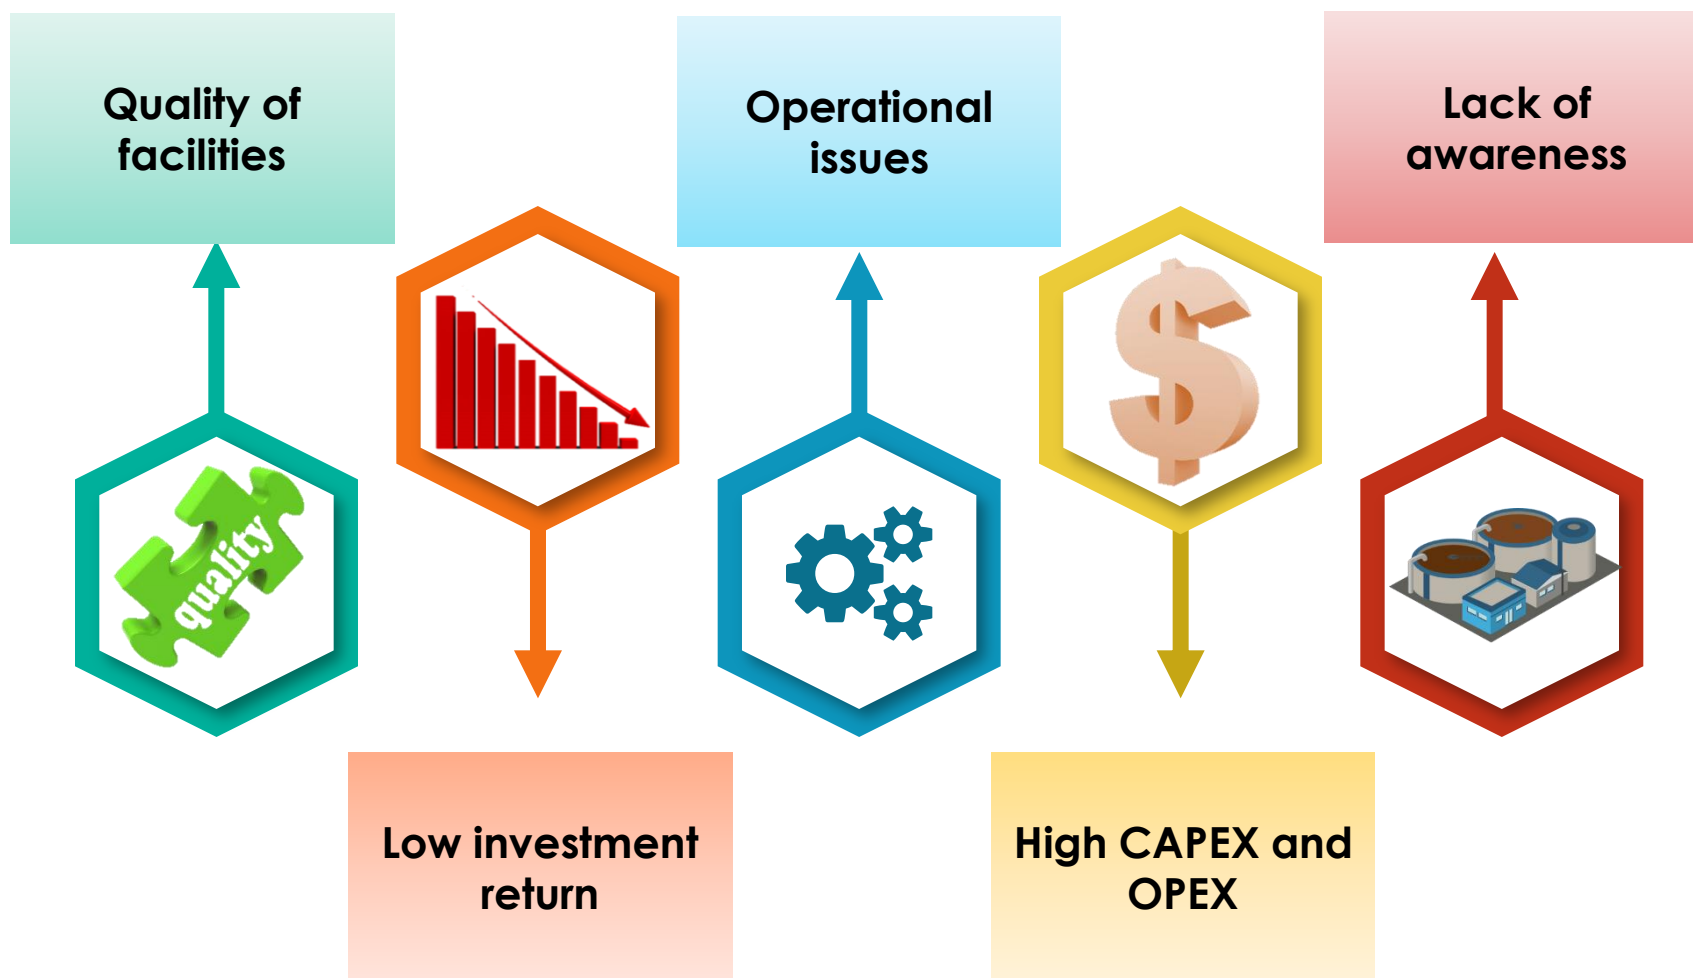 Quality of
facilities
Operational
issues
Lack of
awareness
quality
Low investment
return
High CAPEX and
OPEX